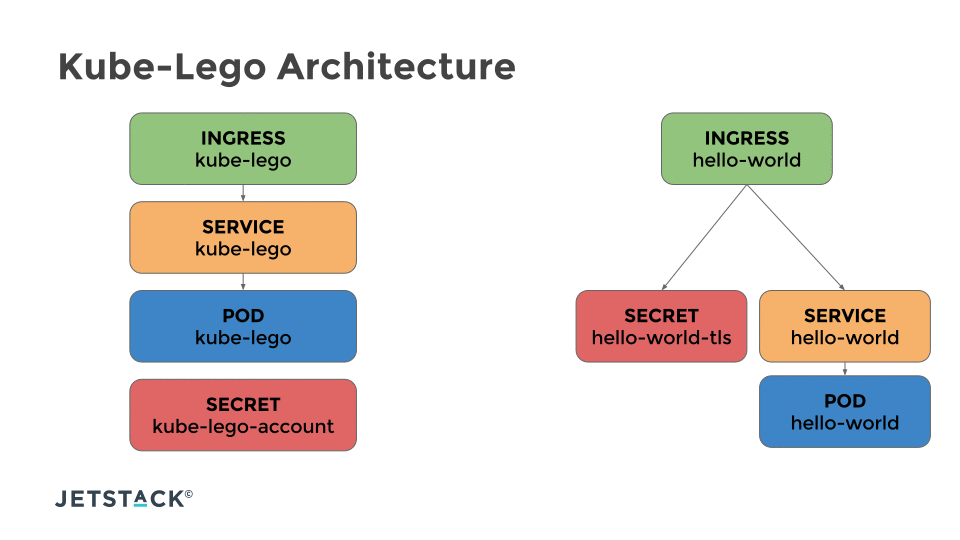 Kube-Lego Architecture
INGRESS
kube-lego
SERVICE
kube-lego
POD
kube-lego
SECRET
kube-lego-account
INGRESS
hello-world
SECRET
hello-world-tls
SERVICE
hello-world
POD
hello-world
JETSTACK©